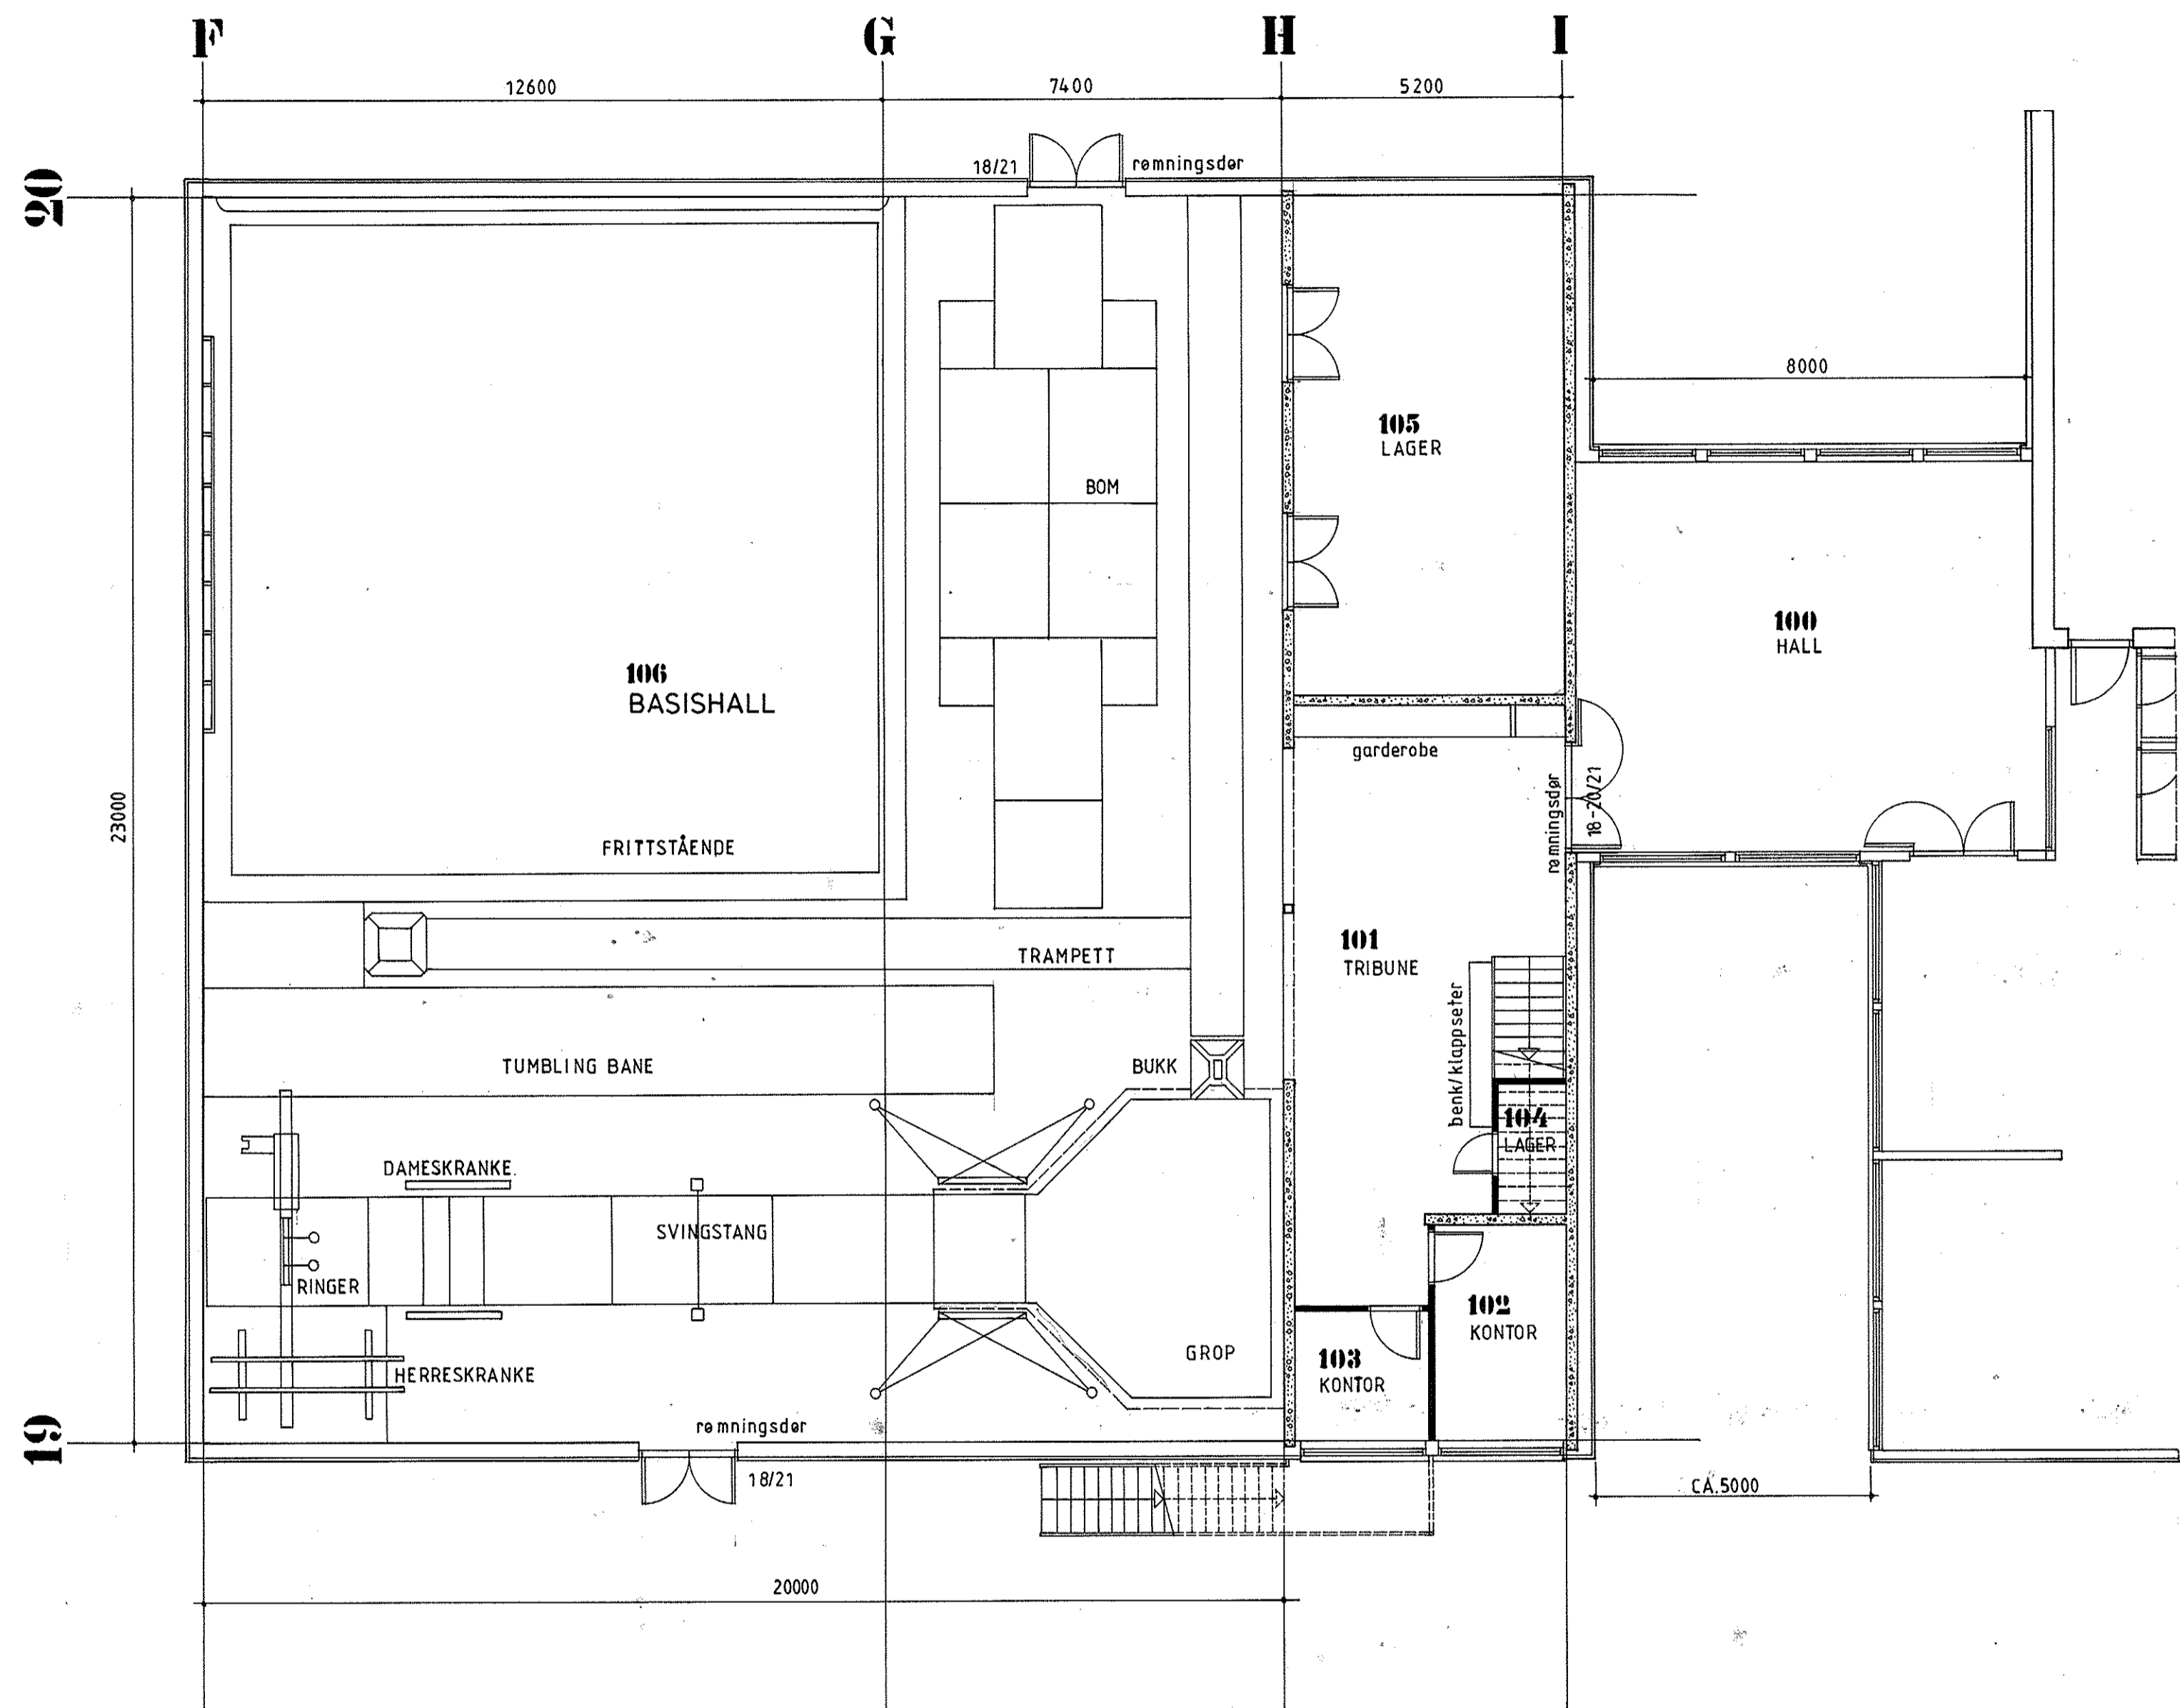 F
G
H
I
12600
7400
5200
20
18/21
rømningsdør
8000
105
LAGER
BOM
100
HALL
106
BASISHALL
garderobe
rømningsdør
18-20/21
23000
FRITTSTÅENDE
101
TRIBUNE
TRAMPETT
benk/klappseter
TUMBLING BANE
BUKK
104
LAGER
DAMESKRANKE.
SVINGSTANG
RINGER
102
KONTOR
GROP
103
KONTOR
HERRESKRANKE
rømningsdør
19
18/21
CA.5000
20000